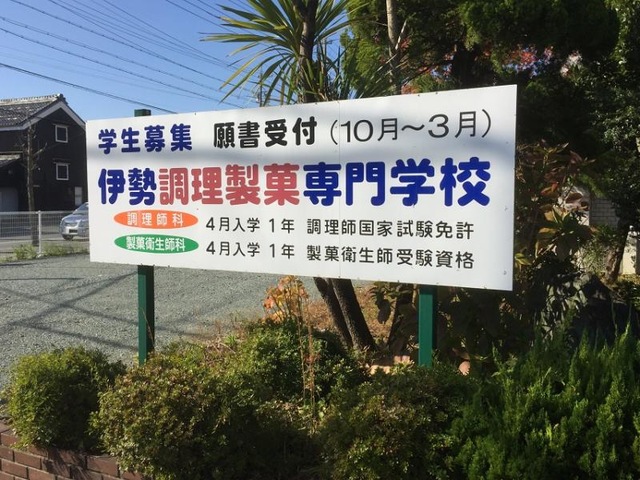 学生募集 願書受付（10月～3月）
伊勢調理製菓専門学校
調理師科 4月入学 1年 調理師国家試験免許
製菓衛生師科 4月入学 1年 製菓衛生師受験資格